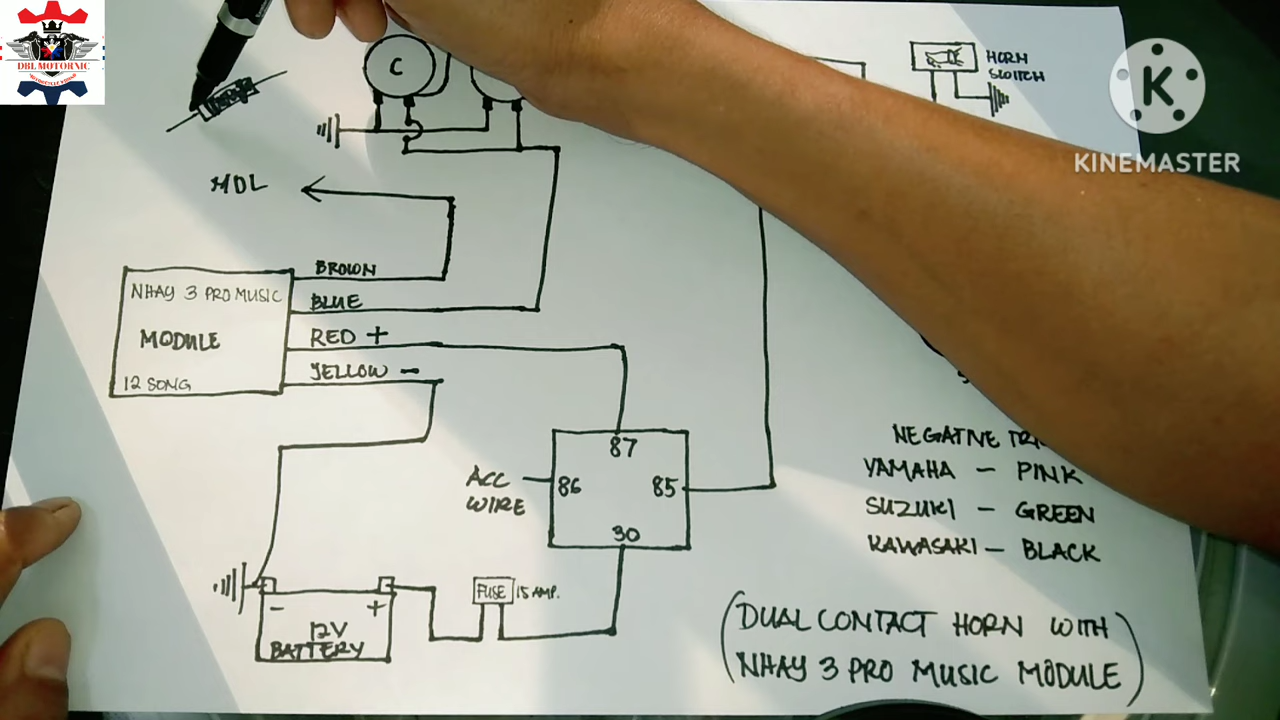 DBL MOTORNIC
C
HORN
SWITCH
K
KINEMASTER
MDL
BROWN
NHAY 3 PRO MUSIC
BLUE
MODULE
RED +
12 SONG
YELLOW -
87
ACC
WIRE
86
85
30
NEGATIVE
YAMAHA - PINK
SUZUKI - GREEN
KAWASAKI - BLACK
FUSE
15 AMP.
- +
12V
BATTERY
(DUAL CONTACT HORN WITH
NHAY 3 PRO MUSIC MODULE)